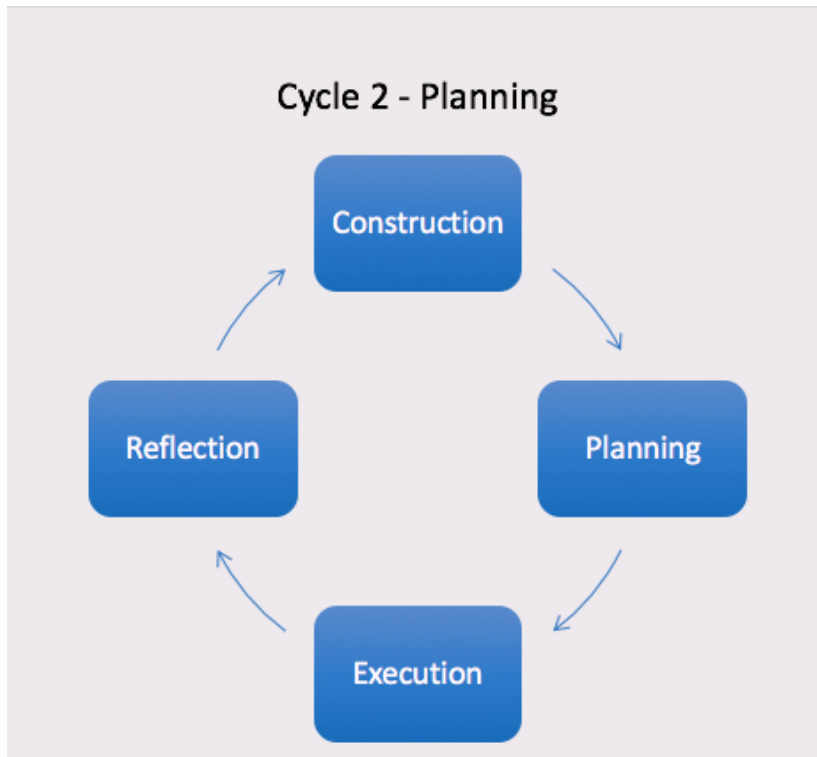 Cycle 2 - Planning
Construction
Reflection
Planning
Execution